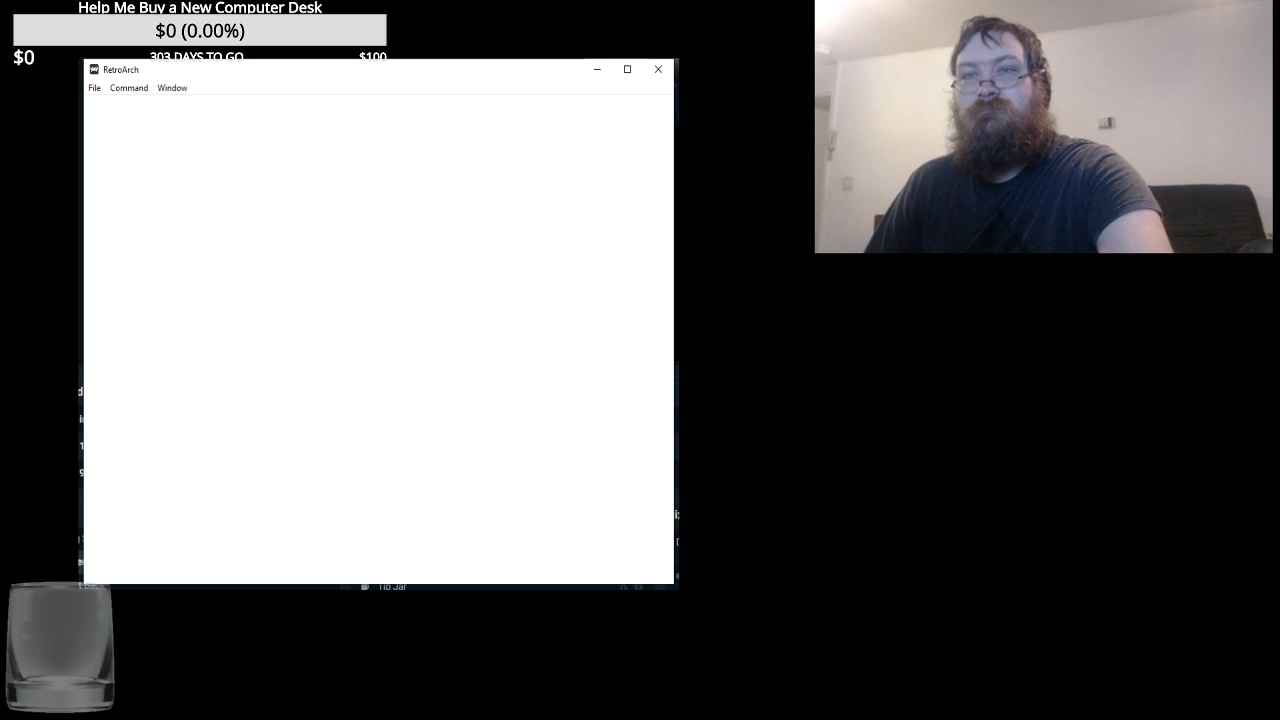 Help Me Buy a New Computer Desk
$0 (0.00%)
$0 303 DAYS TO GO $100
RetroArch
File Command Window
Tip Jar